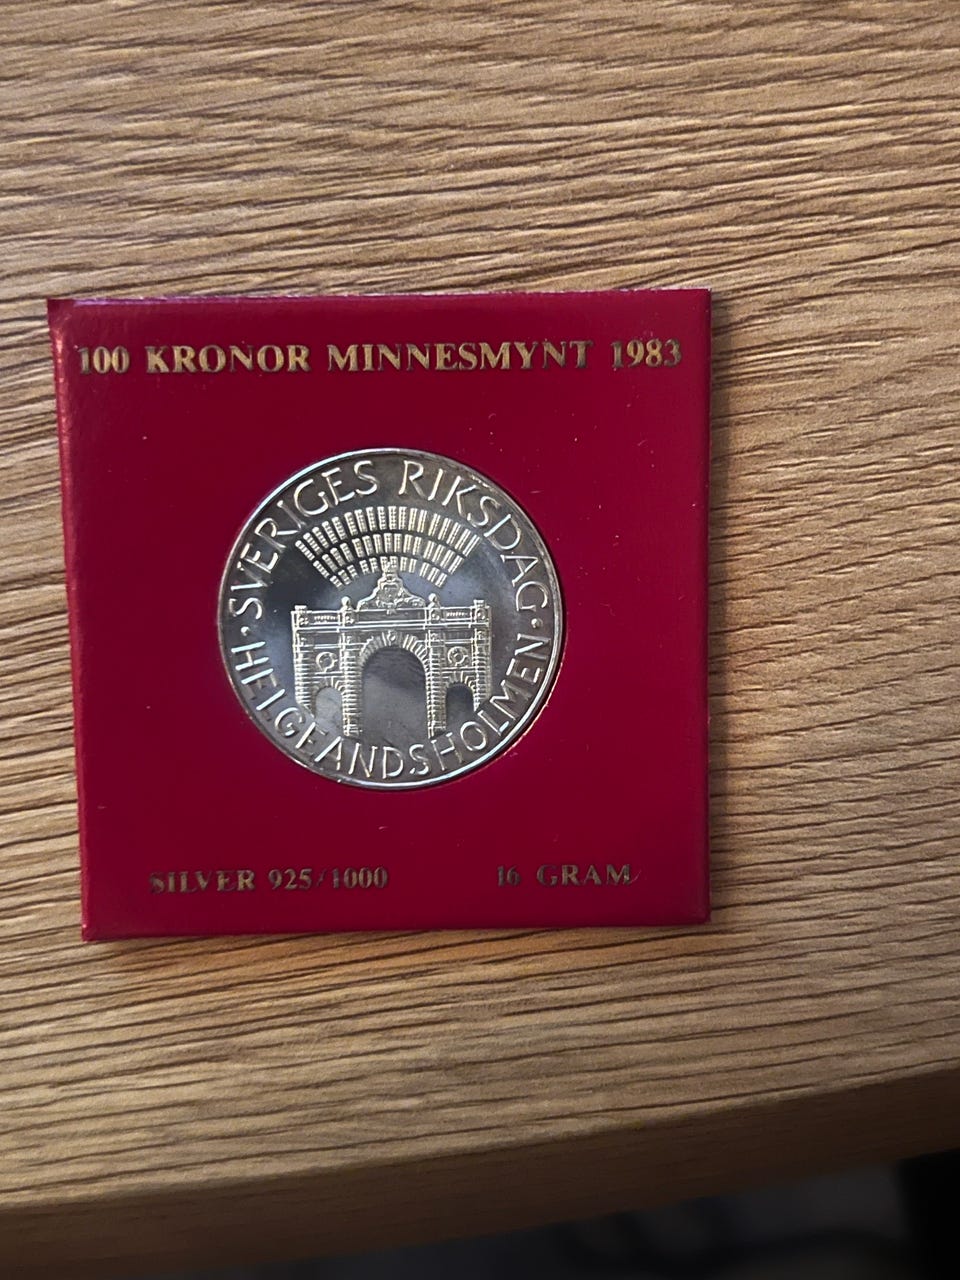 100 KRONOR MINNESMYNT 1983
SVERIGES RIKSDAG
· HELGEANDSHOLMEN ·
SILVER 925/1000
16 GRAM